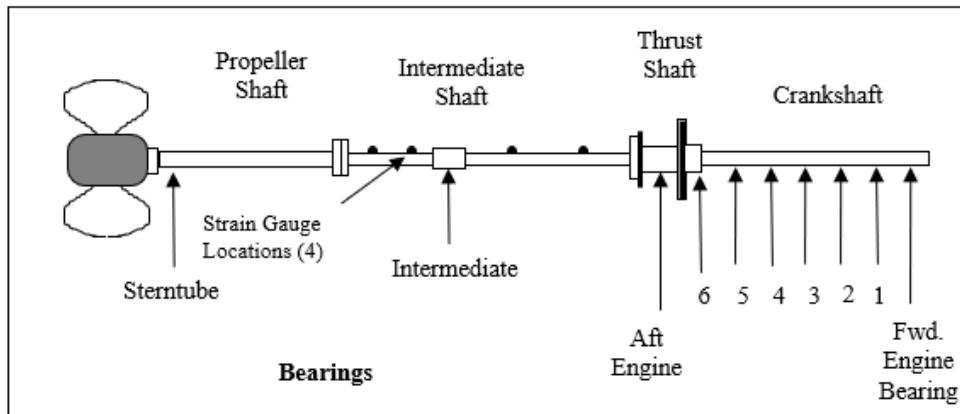 Propeller
Shaft
Intermediate
Shaft
Thrust
Shaft
Crankshaft
Strain Gauge
Locations (4)
Sterntube
Intermediate
6 5 4 3 2 1
Aft
Engine
Fwd.
Engine
Bearing
Bearings